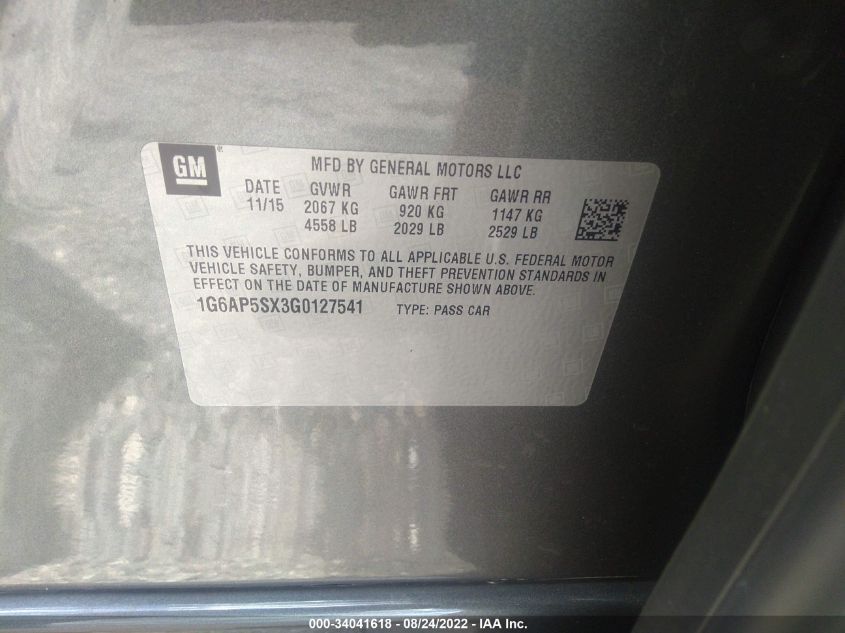 GM ®
MFD BY GENERAL MOTORS LLC
DATE GVWR GAWR FRT GAWR RR
11/15 2067 KG 920 KG 1147 KG
4558 LB 2029 LB 2529 LB
THIS VEHICLE CONFORMS TO ALL APPLICABLE U.S. FEDERAL MOTOR
VEHICLE SAFETY, BUMPER, AND THEFT PREVENTION STANDARDS IN
EFFECT ON THE DATE OF MANUFACTURE SHOWN ABOVE.
1G6AP5SX3G0127541 TYPE: PASS CAR
000-34041618 - 08/24/2022 - IAA Inc.